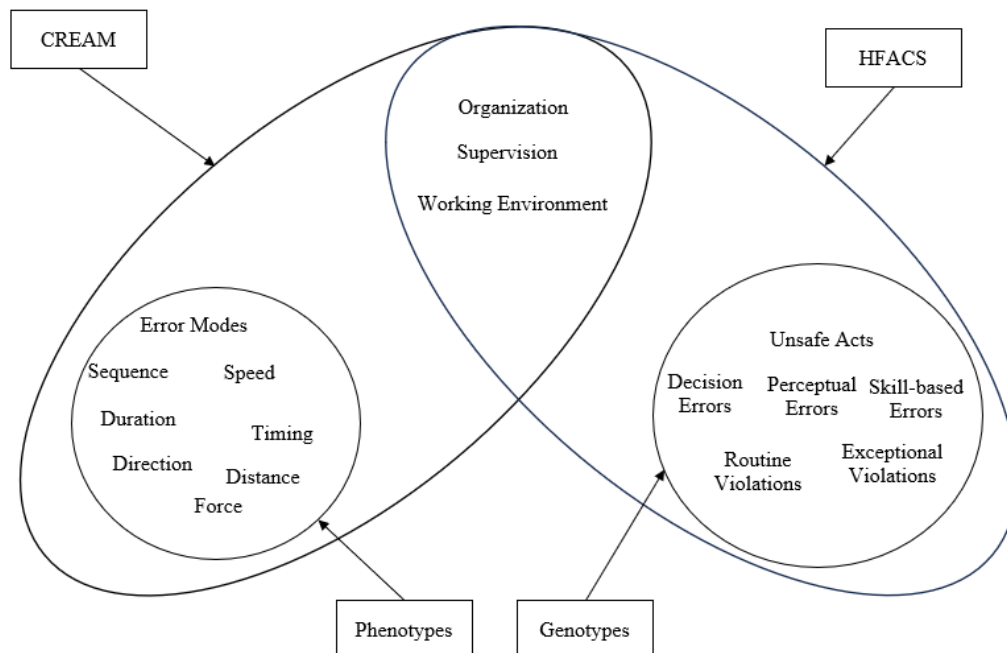 CREAM
HFACS
Organization
Supervision
Working Environment
Error Modes
Sequence
Speed
Duration
Timing
Direction
Distance
Force
Unsafe Acts
Decision
Errors
Perceptual
Errors
Skill-based
Errors
Routine
Violations
Exceptional
Violations
Phenotypes
Genotypes